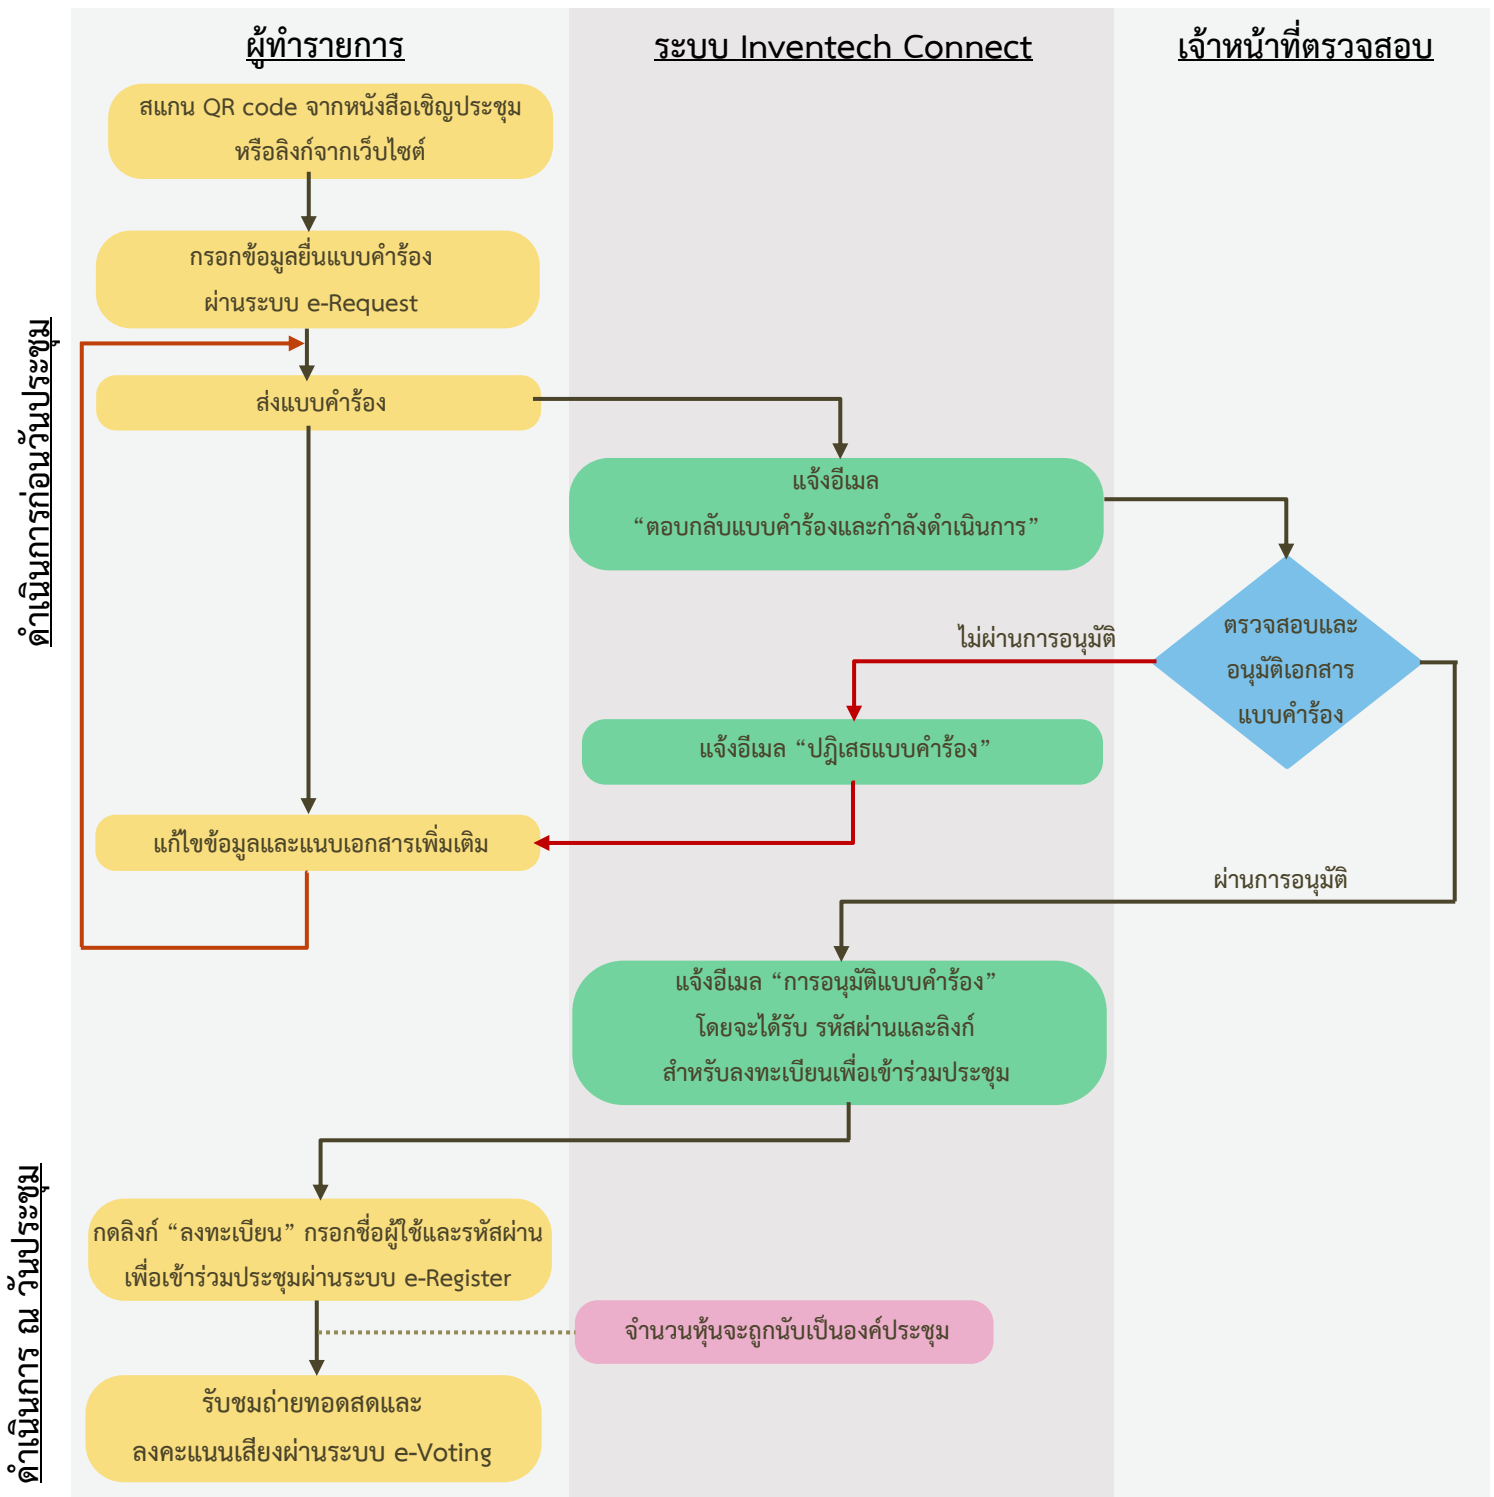 ผู้ทำรายการ
ระบบ Inventech Connect
เจ้าหน้าที่ตรวจสอบ
ดำเนินการก่อนวันประชุม
สแกน QR code จากหนังสือเชิญประชุม
หรือลิงก์จากเว็บไซต์
กรอกข้อมูลยื่นแบบคำร้อง
ผ่านระบบ e-Request
ส่งแบบคำร้อง
แจ้งอีเมล
“ตอบกลับแบบคำร้องและกำลังดำเนินการ”
ตรวจสอบและ
อนุมัติเอกสาร
แบบคำร้อง
ไม่ผ่านการอนุมัติ
แจ้งอีเมล “ปฎิเสธแบบคำร้อง”
แก้ไขข้อมูลและแนบเอกสารเพิ่มเติม
ผ่านการอนุมัติ
แจ้งอีเมล “การอนุมัติแบบคำร้อง”
โดยจะได้รับ รหัสผ่านและลิงก์
สำหรับลงทะเบียนเพื่อเข้าร่วมประชุม
ดำเนินการ ณ วันประชุม
กดลิงก์ “ลงทะเบียน” กรอกชื่อผู้ใช้และรหัสผ่าน
เพื่อเข้าร่วมประชุมผ่านระบบ e-Register
จำนวนหุ้นจะถูกนับเป็นองค์ประชุม
รับชมถ่ายทอดสดและ
ลงคะแนนเสียงผ่านระบบ e-Voting